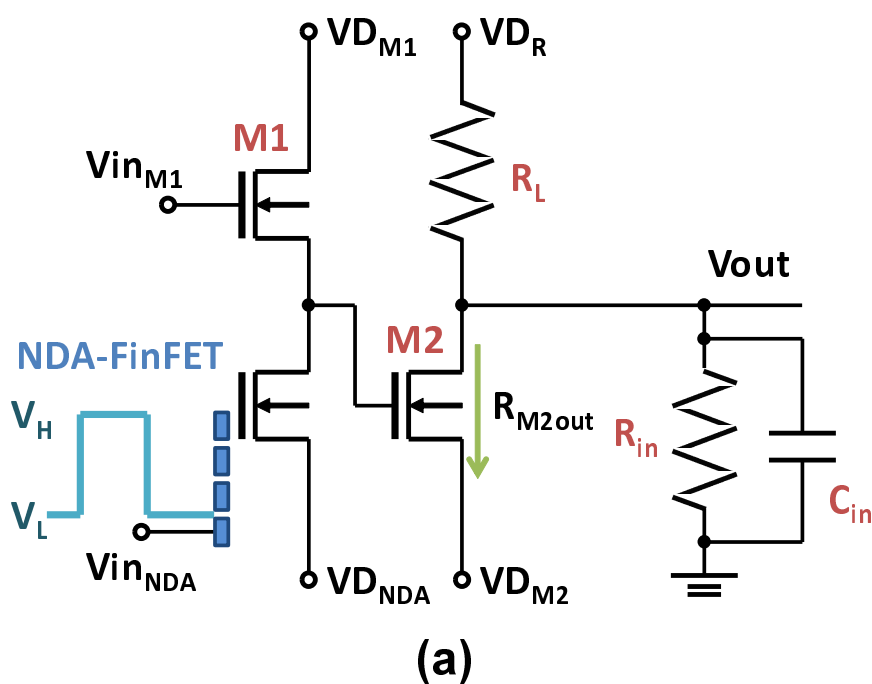 VD_M1
VD_R
M1
Vin_M1
R_L
Vout
NDA-FinFET
M2
V_H
R_M2out
R_in
V_L
C_in
Vin_NDA
VD_NDA
VD_M2
(a)